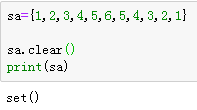 sa={1,2,3,4,5,6,5,4,3,2,1}
sa.clear()
print(sa)
set()